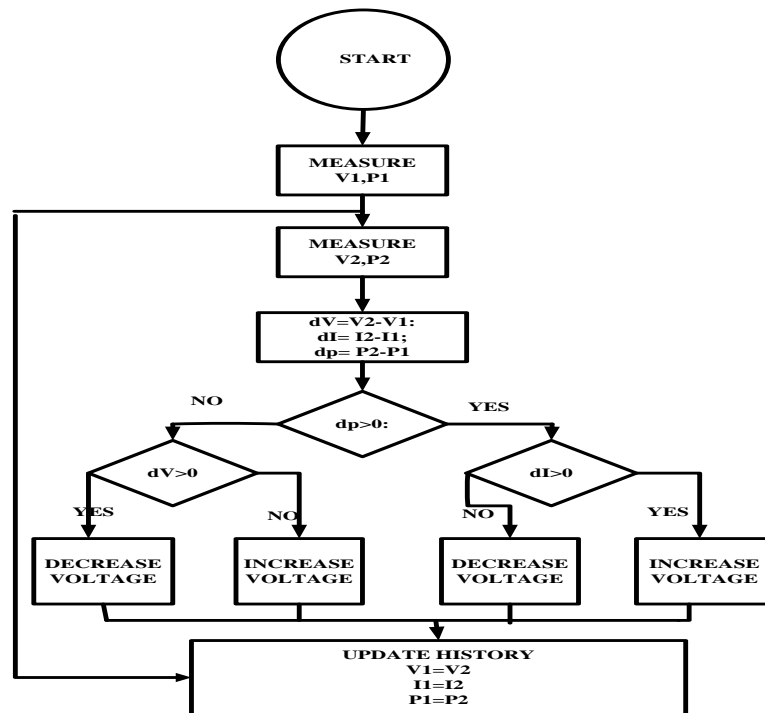 START
MEASURE
V1,P1
MEASURE
V2,P2
dV=V2-V1:
dI= I2-I1;
dp= P2-P1
NO
YES
dp>0:
dV>0
dI>0
YES
NO
NO
YES
DECREASE
VOLTAGE
INCREASE
VOLTAGE
DECREASE
VOLTAGE
INCREASE
VOLTAGE
UPDATE HISTORY
V1=V2
I1=I2
P1=P2